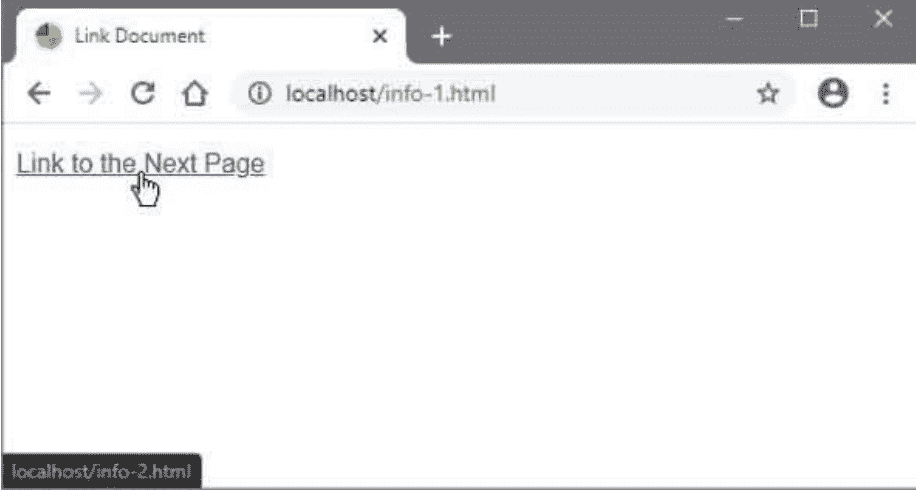 Link Document
localhost/info-1.html
Link to the Next Page
localhost/info-2.html